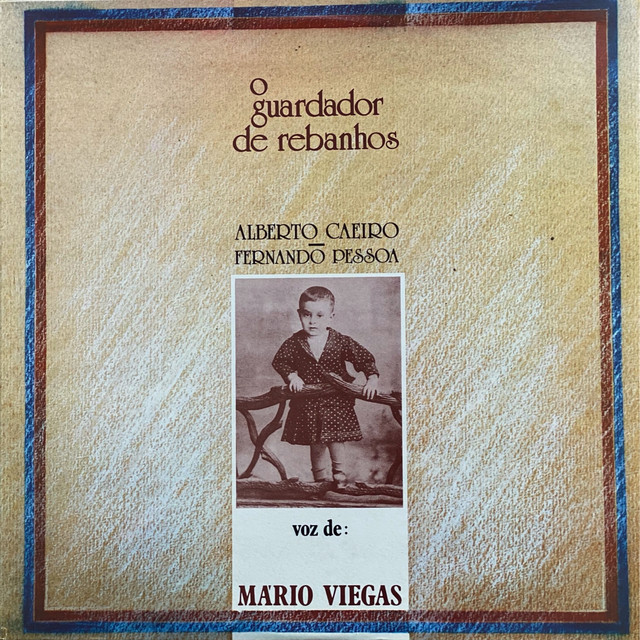 o
guardador
de rebanhos
ALBERTO CAEIRO
FERNANDO PESSOA
voz de:
MÁRIO VIEGAS